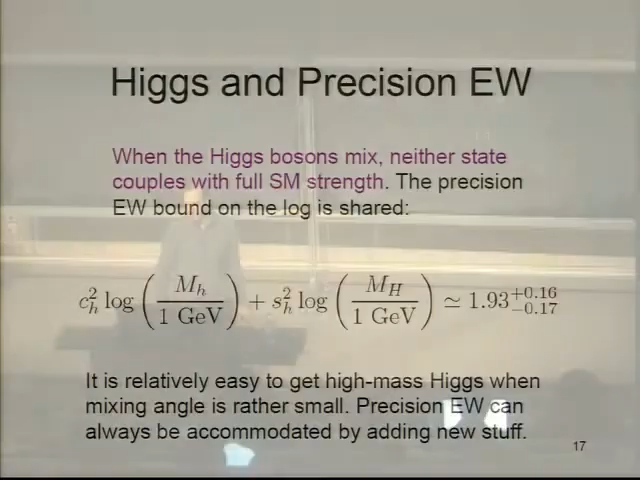 Higgs and Precision EW
When the Higgs bosons mix, neither state
couples with full SM strength. The precision
EW bound on the log is shared:
c_h^2 log (M_h / 1 GeV) + s_h^2 log (M_H / 1 GeV) ≃ 1.93^{+0.16}_{−0.17}
It is relatively easy to get high-mass Higgs when
mixing angle is rather small. Precision EW can
always be accommodated by adding new stuff.
17